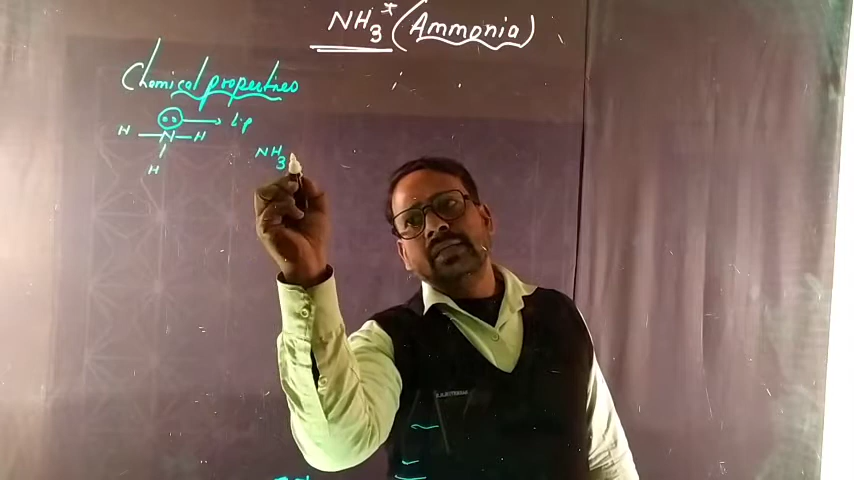 NH3* (Ammonia)
Chemical properties
l.p
H — N — H
NH3
H